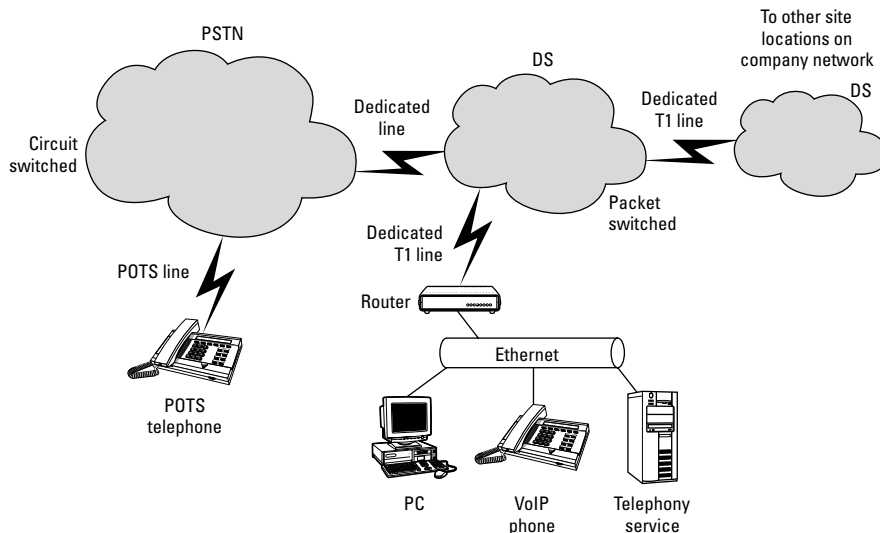 PSTN
DS
To other site
locations on
company network
DS
Dedicated
line
Dedicated
T1 line
Circuit
switched
Packet
switched
Dedicated
T1 line
POTS line
Router
Ethernet
POTS
telephone
PC
VoIP
phone
Telephony
service